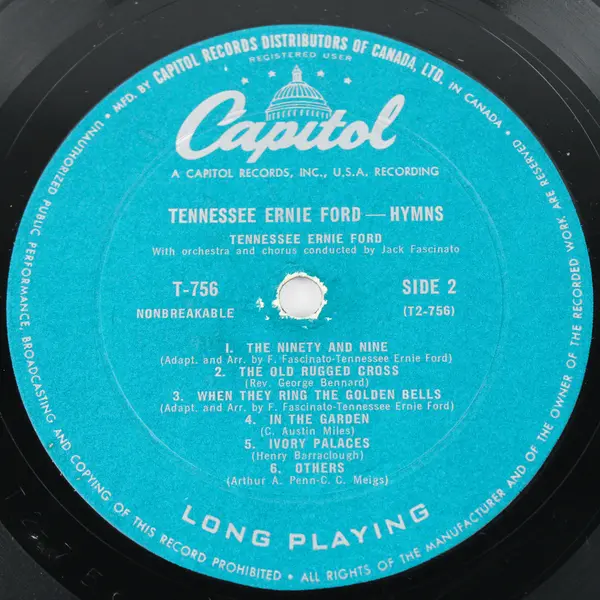 MFD. BY CAPITOL RECORDS DISTRIBUTORS OF CANADA, LTD. IN CANADA •
REGISTERED USER
Capitol
A CAPITOL RECORDS, INC., U.S.A. RECORDING
TENNESSEE ERNIE FORD — HYMNS
TENNESSEE ERNIE FORD
With orchestra and chorus conducted by Jack Fascinato
T-756
SIDE 2
NONBREAKABLE
(T2-756)
1. THE NINETY AND NINE
(Adapt. and Arr. by F. Fascinato-Tennessee Ernie Ford)
2. THE OLD RUGGED CROSS
(Rev. George Bennard)
3. WHEN THEY RING THE GOLDEN BELLS
(Adapt. and Arr. by F. Fascinato-Tennessee Ernie Ford)
4. IN THE GARDEN
(C. Austin Miles)
5. IVORY PALACES
(Henry Barraclough)
6. OTHERS
(Arthur A. Penn-C. C. Meigs)
LONG PLAYING
UNAUTHORIZED PUBLIC PERFORMANCE, BROADCASTING AND COPYING OF THIS RECORD PROHIBITED • ALL RIGHTS OF THE MANUFACTURER AND OF THE OWNER OF THE RECORDED WORK ARE RESERVED •